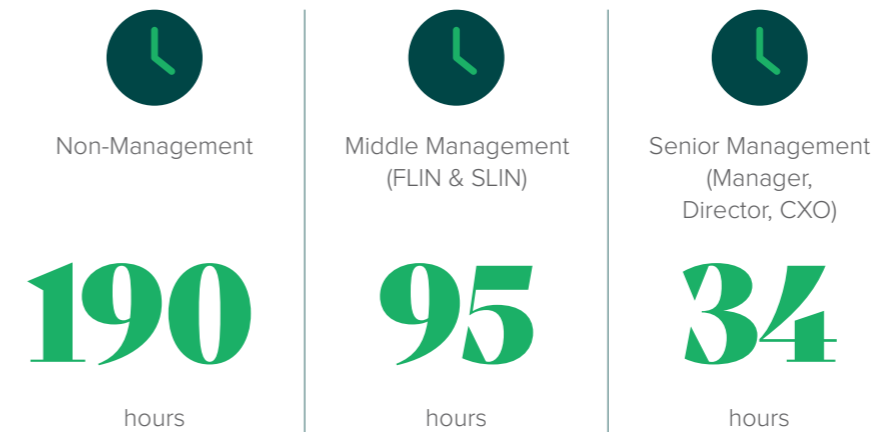 Non-Management
190
hours
Middle Management
(FLIN & SLIN)
95
hours
Senior Management
(Manager,
Director, CXO)
34
hours